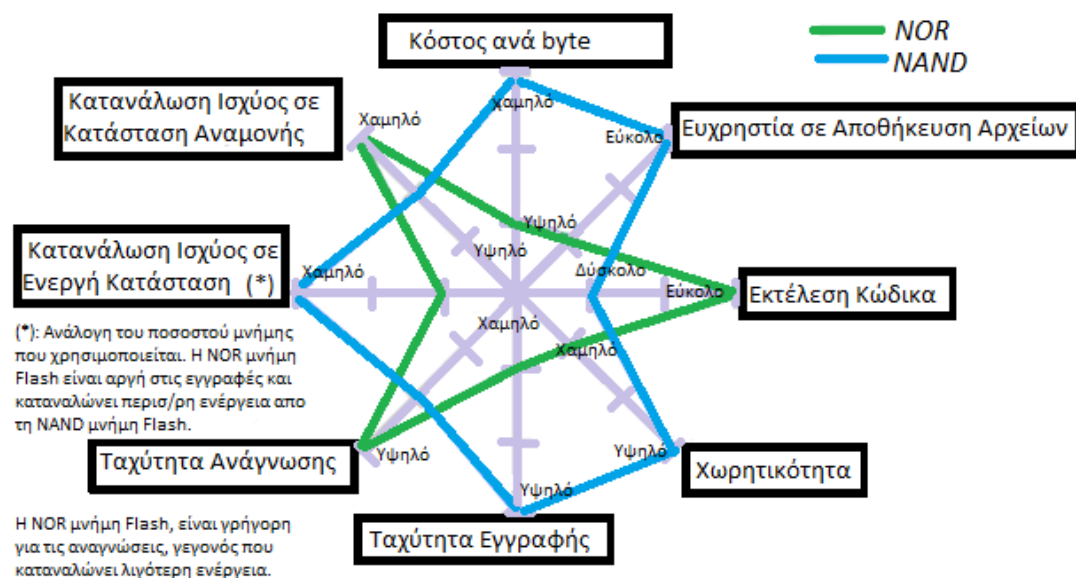 Κόστος ανά byte
NOR
NAND
Κατανάλωση Ισχύος σε
Κατάσταση Αναμονής
Χαμηλό
Χαμηλό
Εύκολο
Ευχρηστία σε Αποθήκευση Αρχείων
Υψηλό
Υψηλό
Κατανάλωση Ισχύος σε
Ενεργή Κατάσταση (*)
Χαμηλό
Δύσκολο
Εύκολο
Εκτέλεση Κώδικα
Χαμηλό
Χαμηλό
(*): Ανάλογη του ποσοστού μνήμης
που χρησιμοποιείται. Η NOR μνήμη
Flash είναι αργή στις εγγραφές και
καταναλώνει περισ/ρη ενέργεια απο
τη NAND μνήμη Flash.
Ταχύτητα Ανάγνωσης
Υψηλό
Υψηλό
Χωρητικότητα
Υψηλό
Ταχύτητα Εγγραφής
Η NOR μνήμη Flash, είναι γρήγορη
για τις αναγνώσεις, γεγονός που
καταναλώνει λιγότερη ενέργεια.